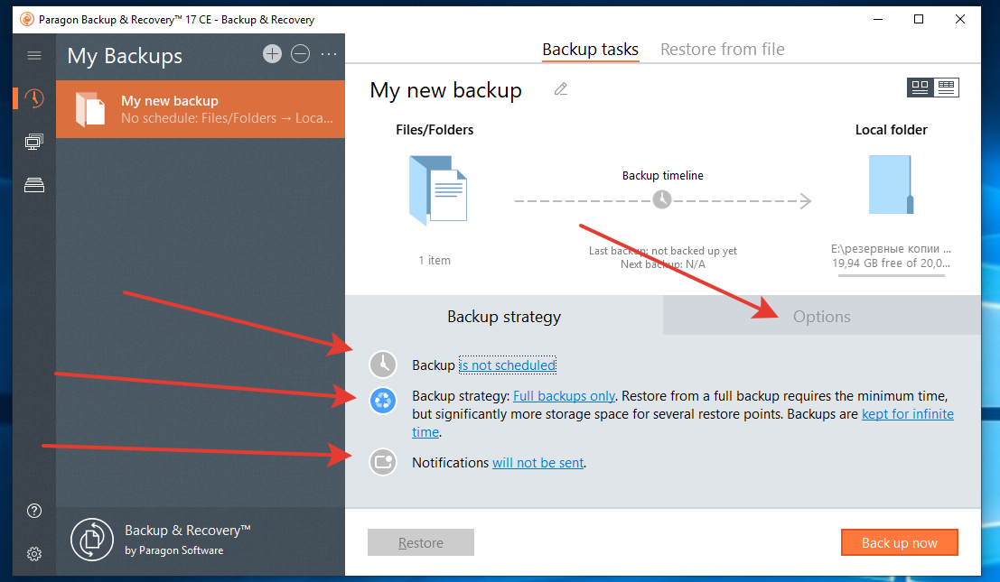 Paragon Backup & Recovery™ 17 CE - Backup & Recovery
My Backups
My new backup
No schedule: Files/Folders → Loca...
Backup & Recovery™
by Paragon Software
Backup tasks
Restore from file
My new backup
Files/Folders
Local folder
Backup timeline
1 item
Last backup: not backed up yet
Next backup: N/A
E:\резервные копии ...
19,94 GB free of 20,0...
Backup strategy
Options
Backup is not scheduled
Backup strategy: Full backups only. Restore from a full backup requires the minimum time,
but significantly more storage space for several restore points. Backups are kept for infinite
time.
Notifications will not be sent.
Restore
Back up now